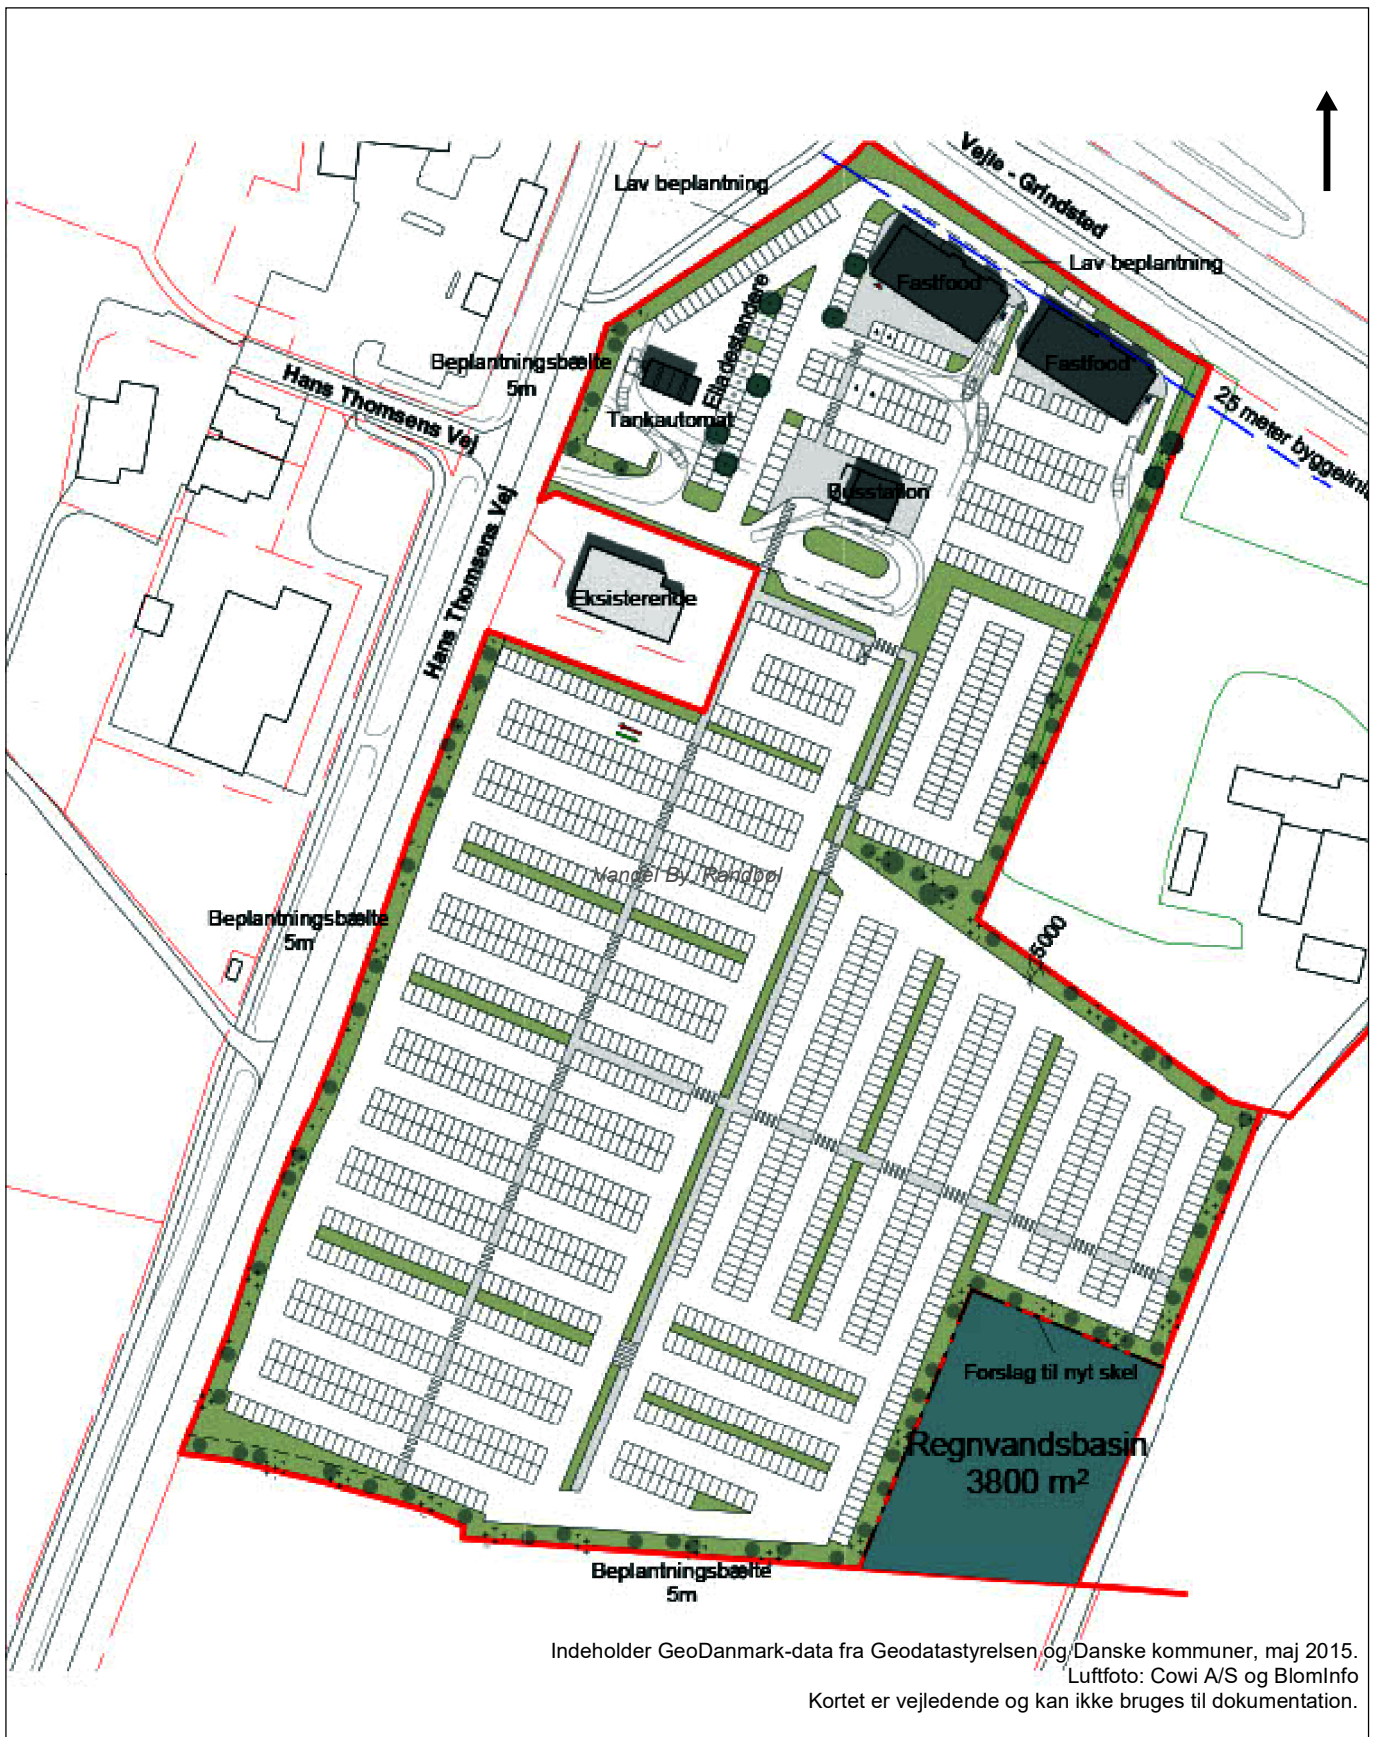 Vejle - Grindsted
Lav beplantning
Lav beplantning
Fastfood
Fastfood
Elladestandere
Beplantningsbælte
5m
Hans Thomsens Vej
Tankautomat
25 meter byggelinie
Busstation
Hans Thomsens Vej
Eksisterende
Vandel By, Randbøl
Beplantningsbælte
5m
5000
Forslag til nyt skel
Regnvandsbasin
3800 m²
Beplantningsbælte
5m
Indeholder GeoDanmark-data fra Geodatastyrelsen og Danske kommuner, maj 2015.
Luftfoto: Cowi A/S og BlomInfo
Kortet er vejledende og kan ikke bruges til dokumentation.